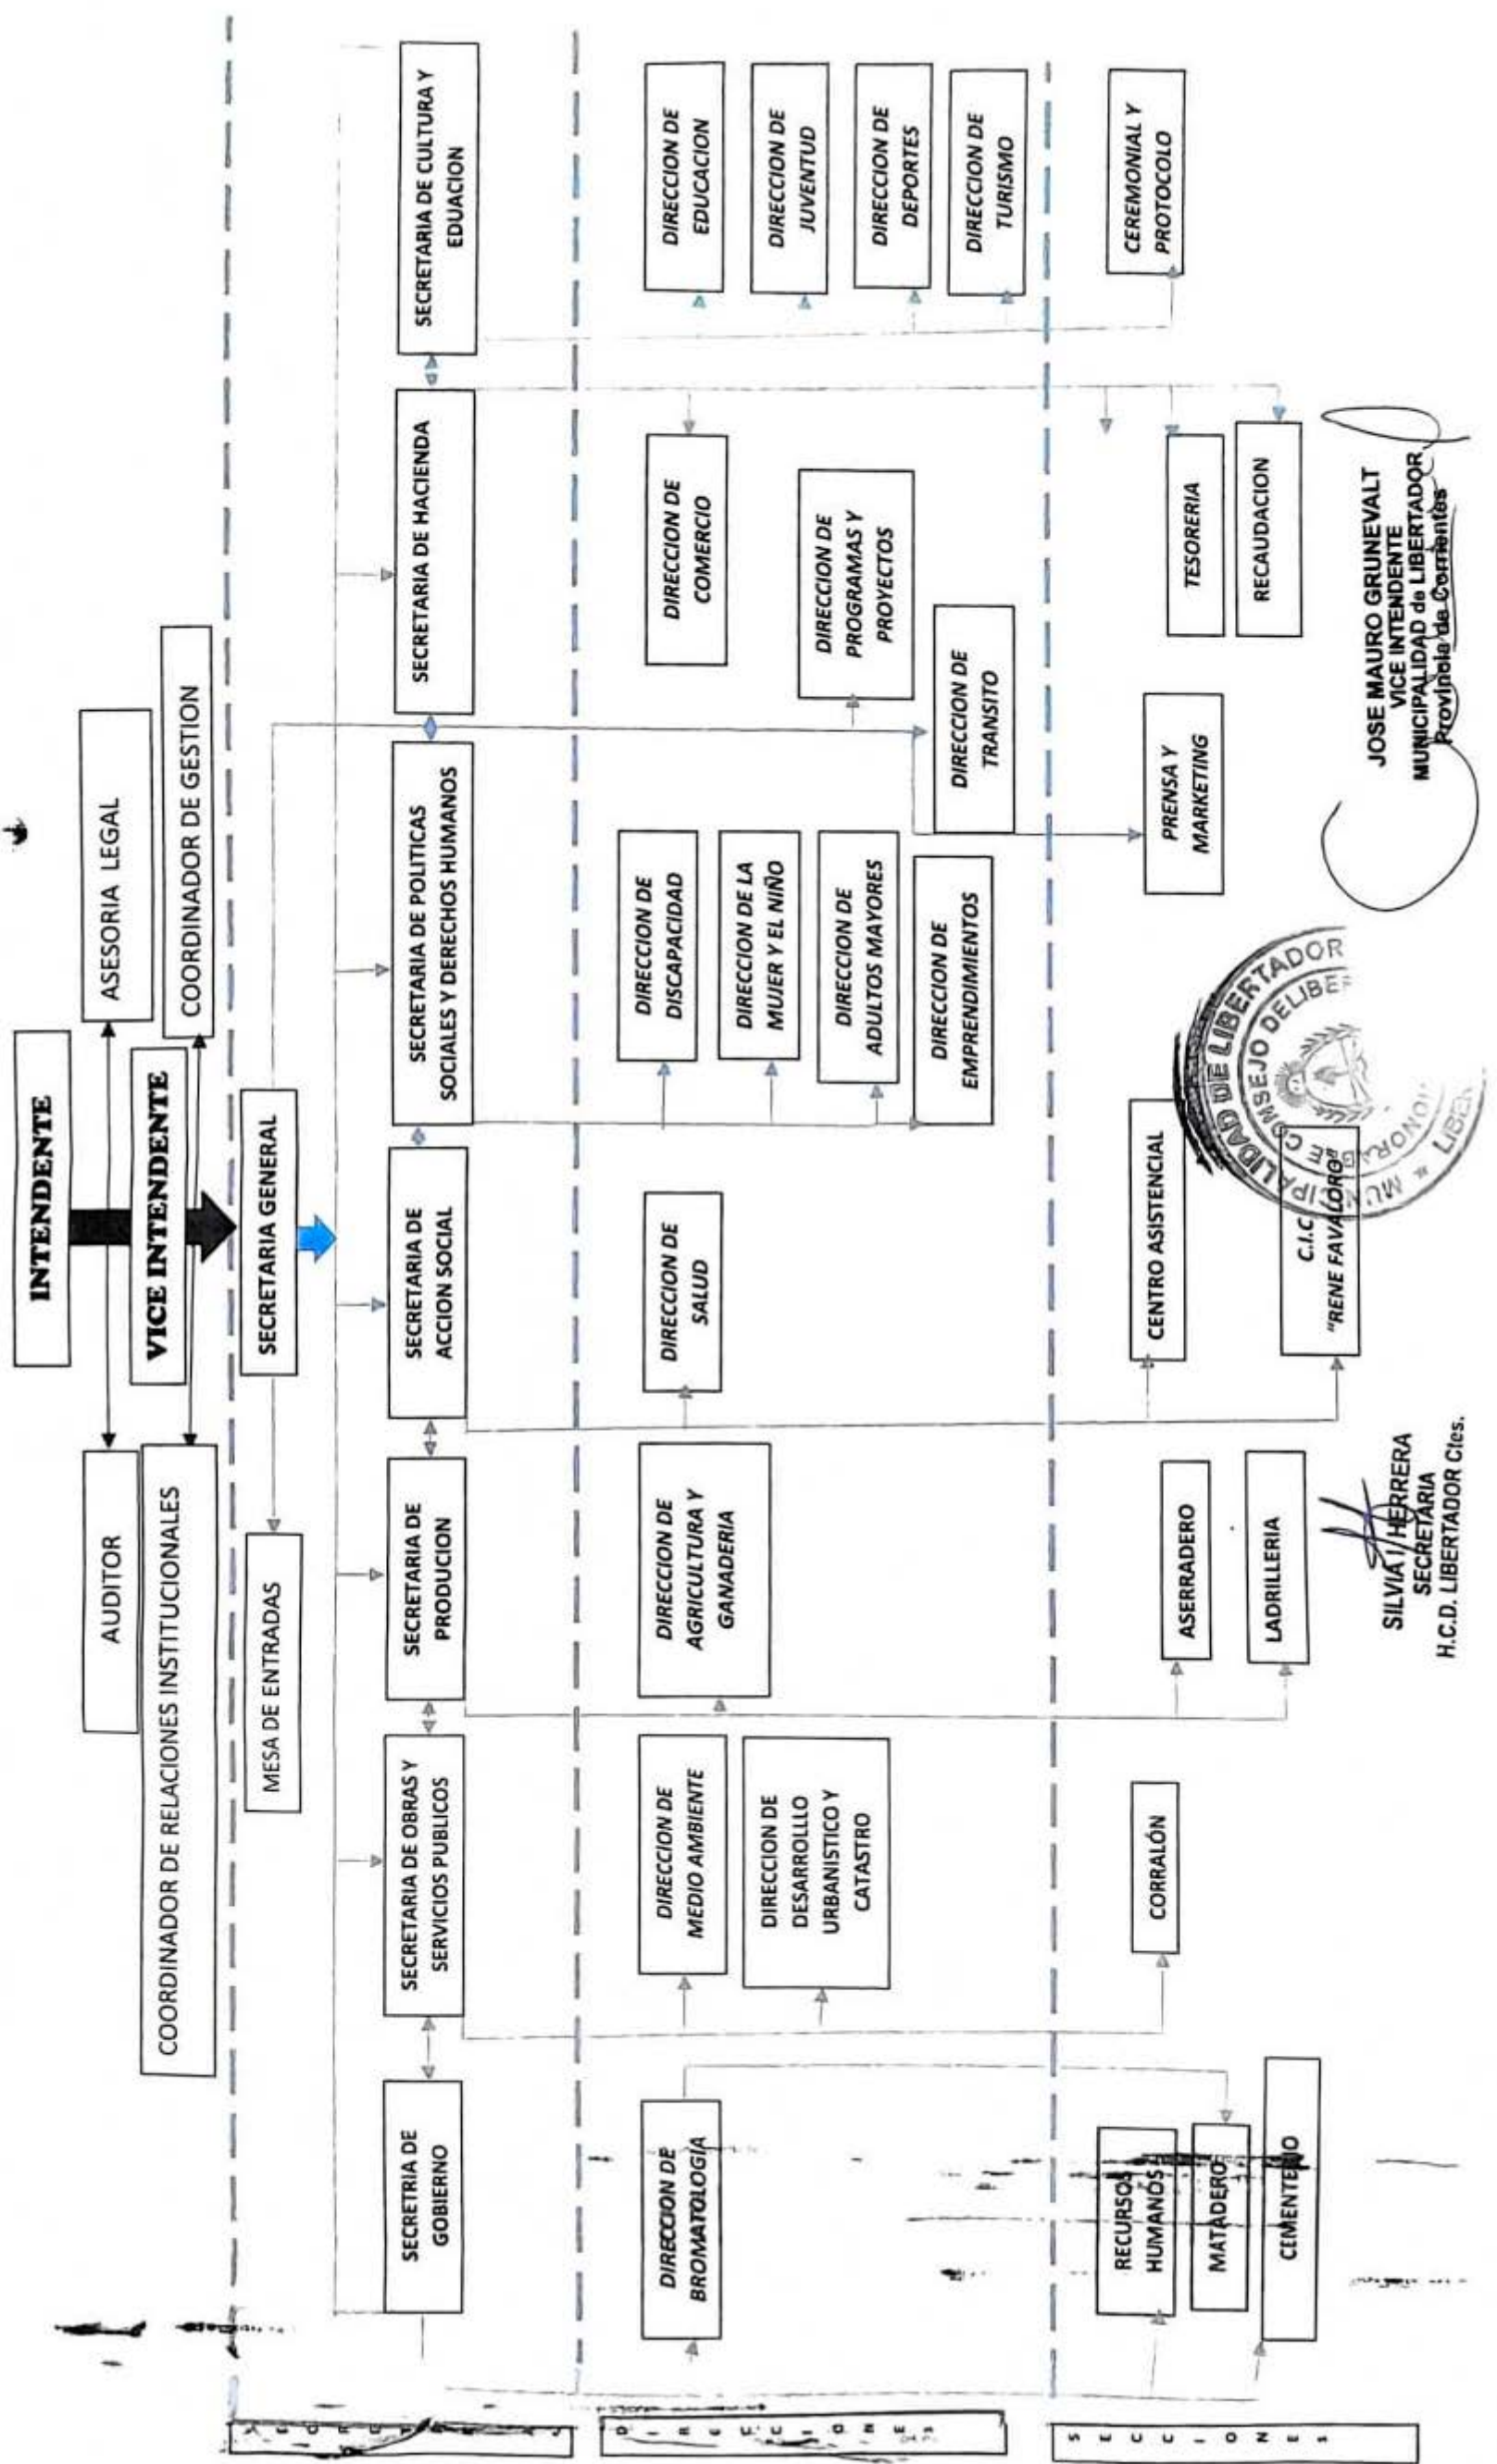 INTENDENTE
AUDITOR
ASESORIA LEGAL
VICE INTENDENTE
COORDINADOR DE RELACIONES INSTITUCIONALES
COORDINADOR DE GESTION
SECRETARIA GENERAL
MESA DE ENTRADAS
SECRETRIA DE
GOBIERNO
SECRETARIA DE OBRAS Y
SERVICIOS PUBLICOS
SECRETARIA DE
PRODUCION
SECRETARIA DE
ACCION SOCIAL
SECRETARIA DE POLITICAS
SOCIALES Y DERECHOS HUMANOS
SECRETARIA DE HACIENDA
SECRETARIA DE CULTURA Y
EDUACION
DIRECCIONES
DIRECCION DE
BROMATOLOGIA
DIRECCION DE
MEDIO AMBIENTE
DIRECCION DE
DESARROLLLO
URBANISTICO Y
CATASTRO
DIRECCION DE
AGRICULTURA Y
GANADERIA
DIRECCION DE
SALUD
DIRECCION DE
DISCAPACIDAD
DIRECCION DE LA
MUJER Y EL NIÑO
DIRECCION DE
ADULTOS MAYORES
DIRECCION DE
EMPRENDIMIENTOS
DIRECCION DE
COMERCIO
DIRECCION DE
PROGRAMAS Y
PROYECTOS
DIRECCION DE
TRANSITO
DIRECCION DE
EDUCACION
DIRECCION DE
JUVENTUD
DIRECCION DE
DEPORTES
DIRECCION DE
TURISMO
SECCIONES
RECURSOS
HUMANOS
MATADERO
CEMENTERIO
CORRALÓN
ASERRADERO
LADRILLERIA
CENTRO ASISTENCIAL
C.I.C
"RENE FAVALORO"
PRENSA Y
MARKETING
TESORERIA
RECAUDACION
CEREMONIAL Y
PROTOCOLO
SILVIA I. HERRERA
SECRETARIA
H.C.D. LIBERTADOR Ctes.
MUNICIPALIDAD DE LIBERTADOR
JOSE MAURO GRUNEVALT
VICE INTENDENTE
MUNICIPALIDAD de LIBERTADOR
Provincia de Corrientes